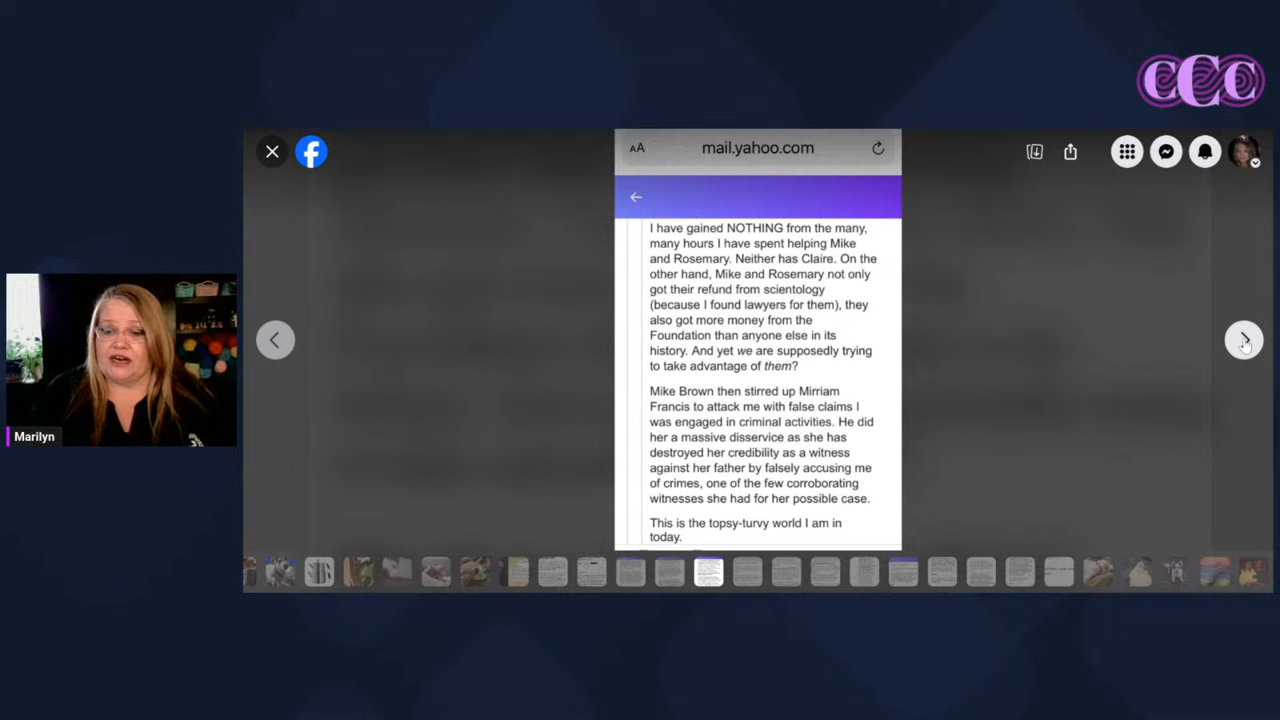 CCC
AA mail.yahoo.com
I have gained NOTHING from the many,
many hours I have spent helping Mike
and Rosemary. Neither has Claire. On the
other hand, Mike and Rosemary not only
got their refund from scientology
(because I found lawyers for them), they
also got more money from the
Foundation than anyone else in its
history. And yet we are supposedly trying
to take advantage of them?
Mike Brown then stirred up Mirriam
Francis to attack me with false claims I
was engaged in criminal activities. He did
her a massive disservice as she has
destroyed her credibility as a witness
against her father by falsely accusing me
of crimes, one of the few corroborating
witnesses she had for her possible case.
This is the topsy-turvy world I am in
today.
Marilyn